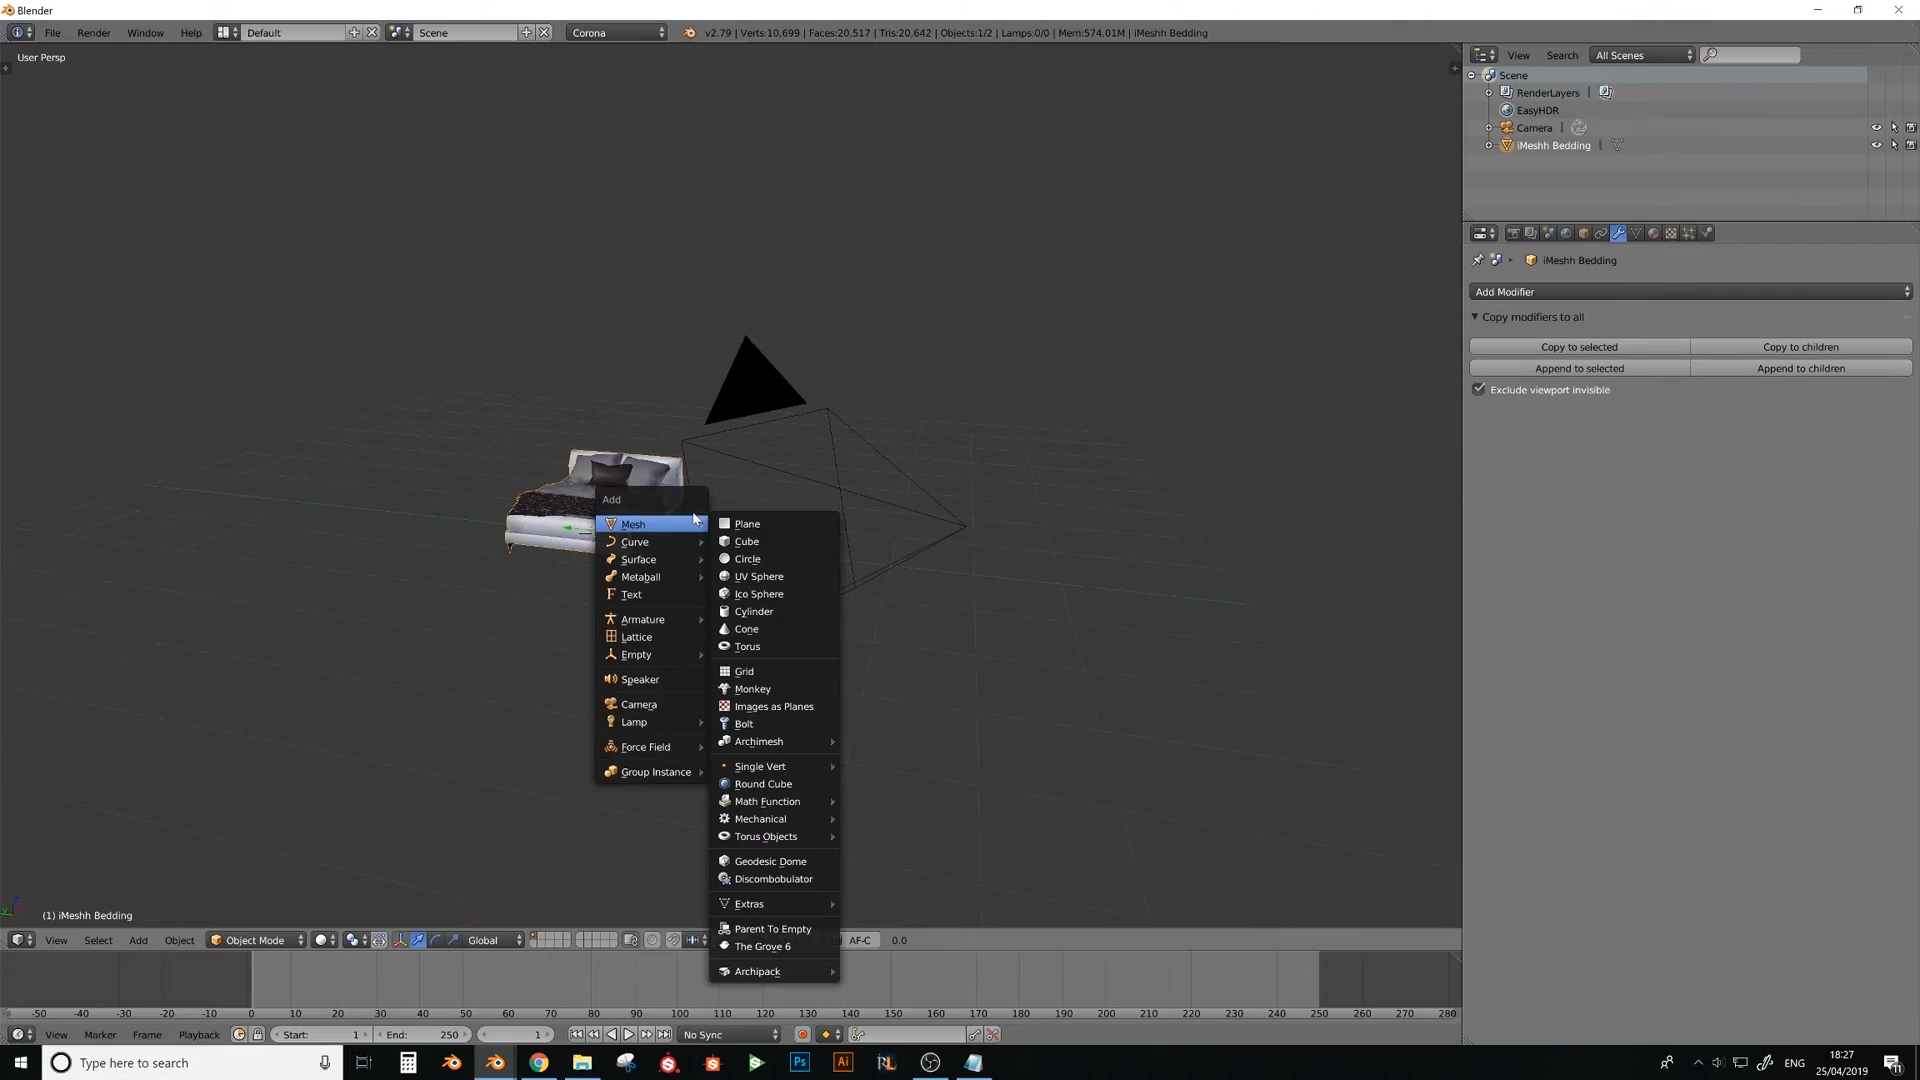 Blender
File Render Window Help Default Scene Corona v2.79 | Verts:10,699 | Faces:20,517 | Tris:20,642 | Objects:1/2 | Lamps:0/0 | Mem:574.01M | iMeshh Bedding
User Persp
View Search All Scenes
Scene
RenderLayers
EasyHDR
Camera
iMeshh Bedding
iMeshh Bedding
Add Modifier
Copy modifiers to all
Copy to selected Copy to children
Append to selected Append to children
Exclude viewport invisible
Add
Mesh
Curve
Surface
Metaball
Text
Armature
Lattice
Empty
Speaker
Camera
Lamp
Force Field
Group Instance
Plane
Cube
Circle
UV Sphere
Ico Sphere
Cylinder
Cone
Torus
Grid
Monkey
Images as Planes
Bolt
Archimesh
Single Vert
Round Cube
Math Function
Mechanical
Torus Objects
Geodesic Dome
Discombobulator
Extras
Parent To Empty
The Grove 6
Archipack
(1) iMeshh Bedding
View Select Add Object Object Mode Global AF-C 0.0
-50 -40 -30 -20 -10 0 10 20 30 40 50 60 70 80 90 100 110 120 130 140 150 160 170 180 190 200 210 220 230 240 250 260 270 280
View Marker Frame Playback Start: 1 End: 250 1 No Sync
Type here to search Ps Ai RL ENG 18:27
25/04/2019 11